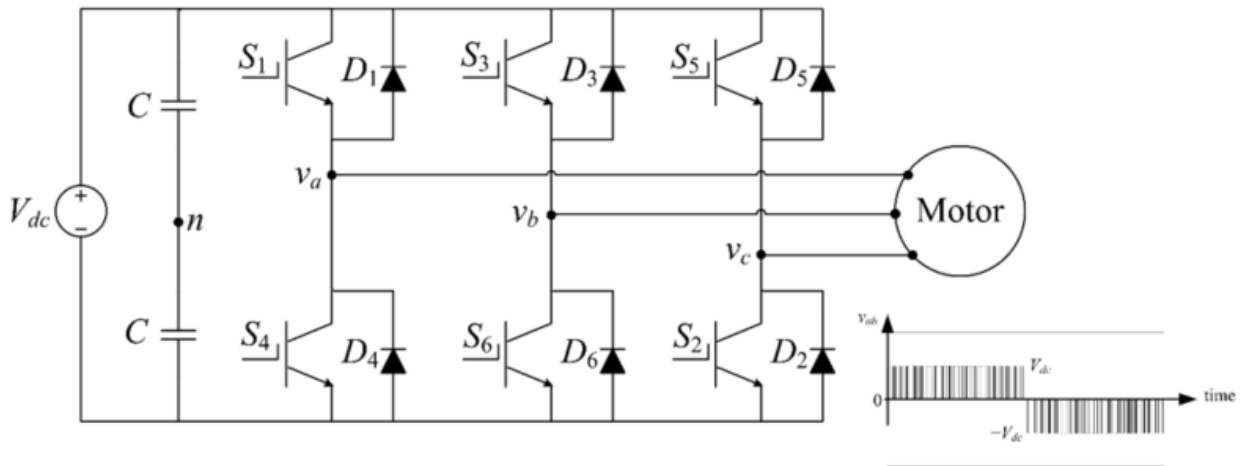 S1 D1 S3 D3 S5 D5
C
va
Vdc + − n vb Motor
vc
C S4 D4 S6 D6 S2 D2
vab
Vdc
0 time
−Vdc